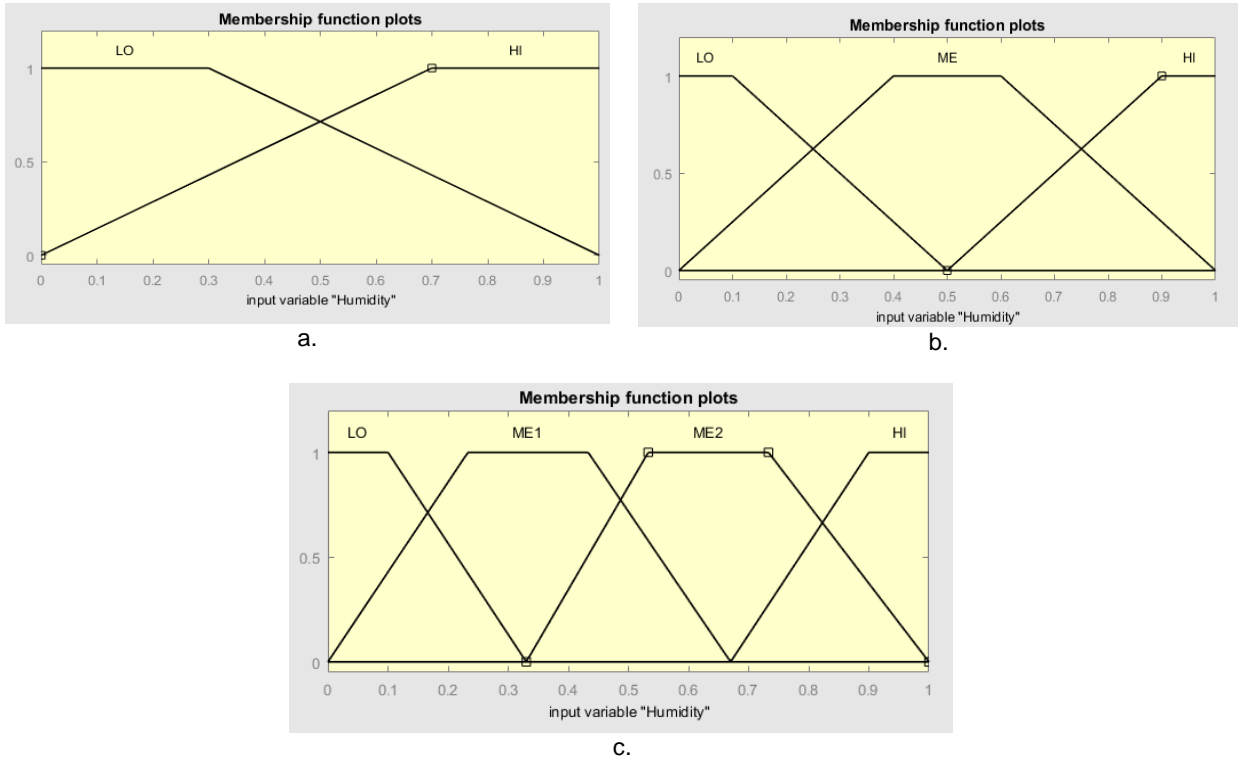 Membership function plots
LO HI
1
0.5
0
0 0.1 0.2 0.3 0.4 0.5 0.6 0.7 0.8 0.9 1
input variable "Humidity"
a.
Membership function plots
LO ME HI
1
0.5
0
0 0.1 0.2 0.3 0.4 0.5 0.6 0.7 0.8 0.9 1
input variable "Humidity"
b.
Membership function plots
LO ME1 ME2 HI
1
0.5
0
0 0.1 0.2 0.3 0.4 0.5 0.6 0.7 0.8 0.9 1
input variable "Humidity"
c.